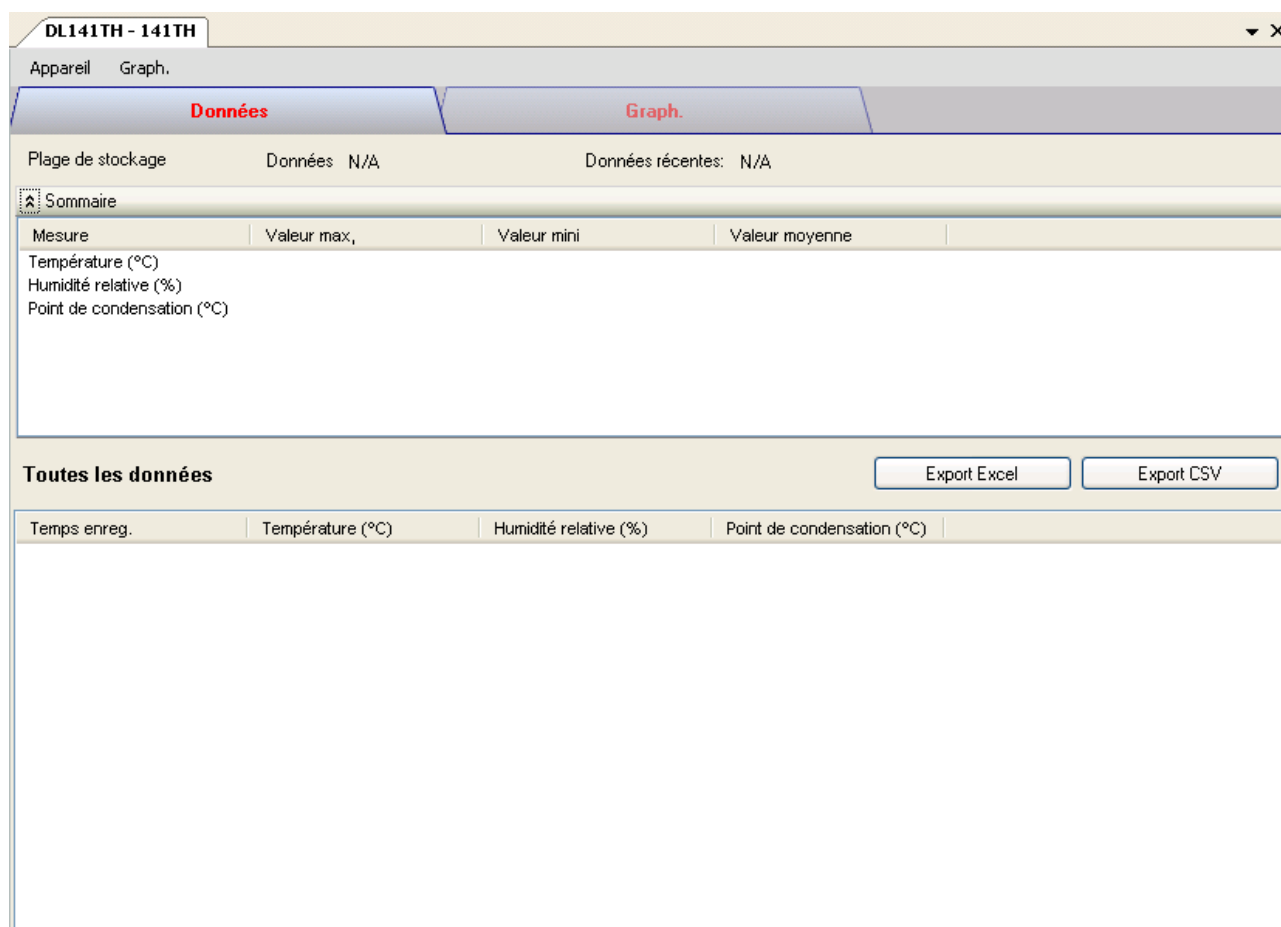 DL141TH - 141TH
Appareil Graph.
Données Graph.
Plage de stockage Données N/A Données récentes: N/A
Sommaire
Mesure Valeur max, Valeur mini Valeur moyenne
Température (°C)
Humidité relative (%)
Point de condensation (°C)
Toutes les données Export Excel Export CSV
Temps enreg. Température (°C) Humidité relative (%) Point de condensation (°C)